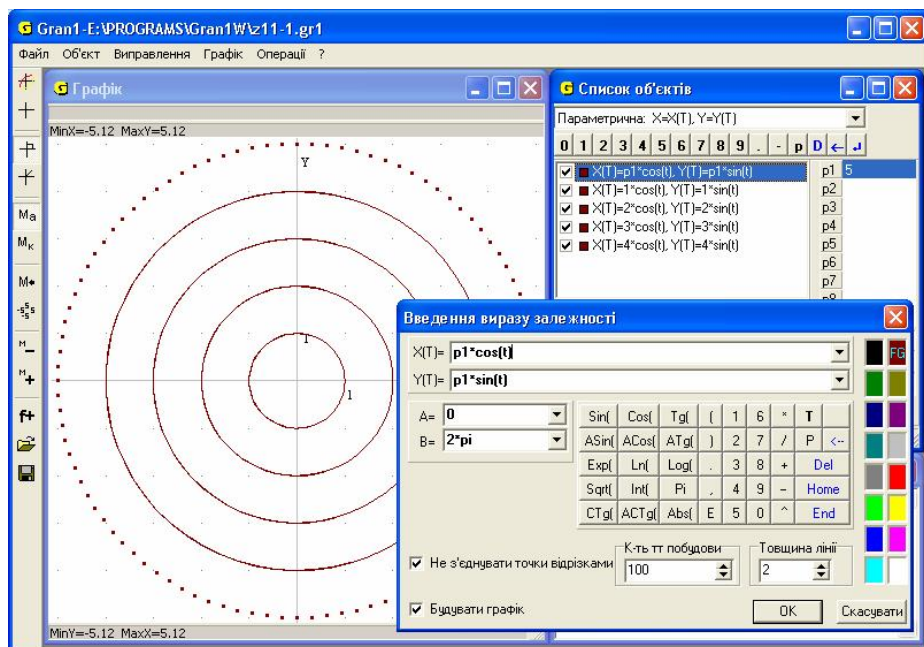 Gran1-E:\PROGRAMS\Gran1W\z11-1.gr1
Файл Об'єкт Виправлення Графік Операції ?
Графік
MinX=-5.12 MaxY=5.12
Y
1
1
MinY=-5.12 MaxX=5.12
Список об'єктів
Параметрична: X=X(T), Y=Y(T)
0 1 2 3 4 5 6 7 8 9 . - p D ← ↲
X(T)=p1*cos(t), Y(T)=p1*sin(t) p1 5
X(T)=1*cos(t), Y(T)=1*sin(t) p2
X(T)=2*cos(t), Y(T)=2*sin(t) p3
X(T)=3*cos(t), Y(T)=3*sin(t) p4
X(T)=4*cos(t), Y(T)=4*sin(t) p5
p6
p7
Введення виразу залежності
X(T)= p1*cos(t) FG
Y(T)= p1*sin(t)
A= 0
B= 2*pi
Sin( Cos( Tg( ( 1 6 * T
ASin( ACos( ATg( ) 2 7 / P <--
Exp( Ln( Log( . 3 8 + Del
Sqrt( Int( Pi , 4 9 - Home
CTg( ACTg( Abs( E 5 0 ^ End
Не з'єднувати точки відрізками
К-ть тт побудови
100
Товщина лінії
2
Будувати графік
OK Скасувати
Ma
Mк
M
M
M+
f+